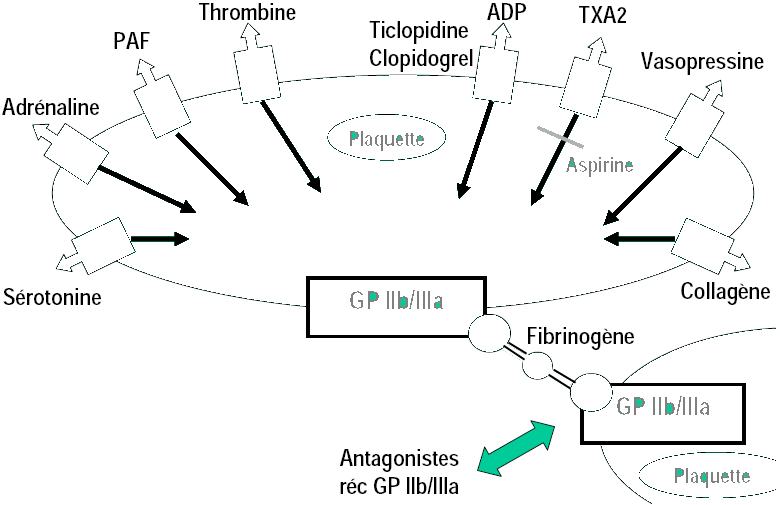 Thrombine
ADP
TXA2
PAF
Ticlopidine
Clopidogrel
Vasopressine
Adrénaline
Plaquette
Aspirine
Sérotonine
GP IIb/IIIa
Collagène
Fibrinogène
GP IIb/IIIa
Antagonistes
réc GP IIb/IIIa
Plaquette